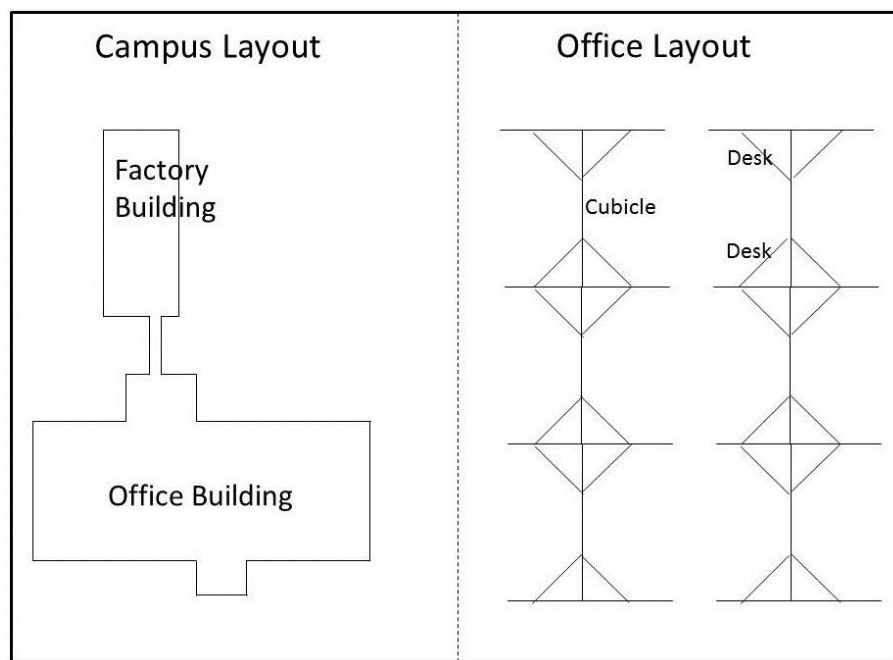 Campus Layout
Factory
Building
Office Building
Office Layout
Desk
Cubicle
Desk